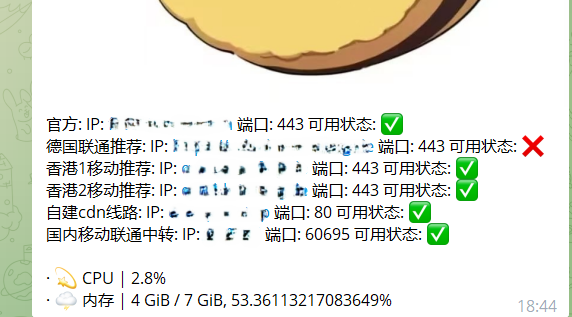 官方: IP: 端口: 443 可用状态: ✅
德国联通推荐: IP: 端口: 443 可用状态: ❌
香港1移动推荐: IP: 端口: 443 可用状态: ✅
香港2移动推荐: IP: 端口: 443 可用状态: ✅
自建cdn线路: IP: 端口: 80 可用状态: ✅
国内移动联通中转: IP: 端口: 60695 可用状态: ✅
· 💫 CPU | 2.8%
· 🌩 内存 | 4 GiB / 7 GiB, 53.36113217083649%
18:44